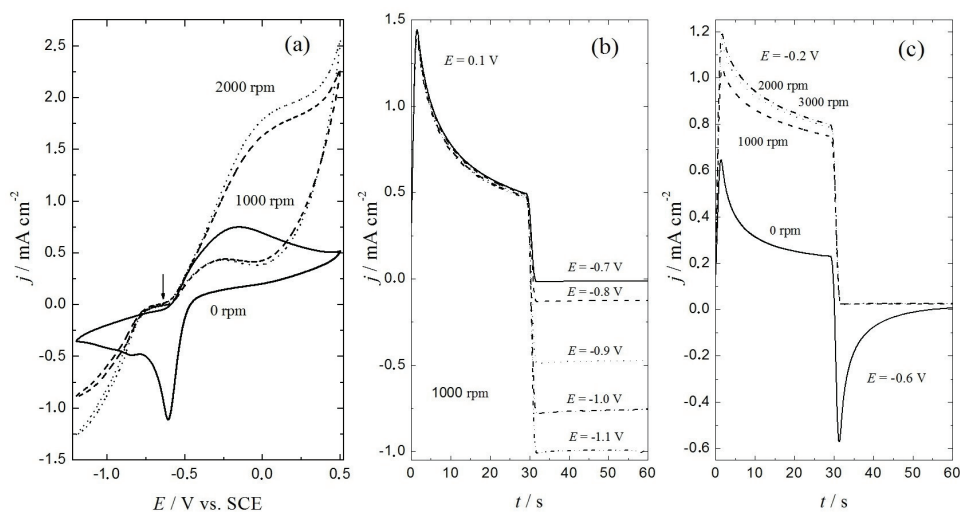 (a)
2000 rpm
1000 rpm
0 rpm
2.5
2.0
1.5
1.0
0.5
0.0
-0.5
-1.0
-1.5
-1.0
-0.5
0.0
0.5
j / mA cm⁻²
E / V vs. SCE
(b)
E = 0.1 V
E = -0.7 V
E = -0.8 V
E = -0.9 V
E = -1.0 V
E = -1.1 V
1000 rpm
1.5
1.0
0.5
0.0
-0.5
-1.0
0 10 20 30 40 50 60
j / mA cm⁻²
t / s
(c)
E = -0.2 V
2000 rpm
3000 rpm
1000 rpm
0 rpm
E = -0.6 V
1.2
1.0
0.8
0.6
0.4
0.2
0.0
-0.2
-0.4
-0.6
0 10 20 30 40 50 60
j / mA cm⁻²
t / s